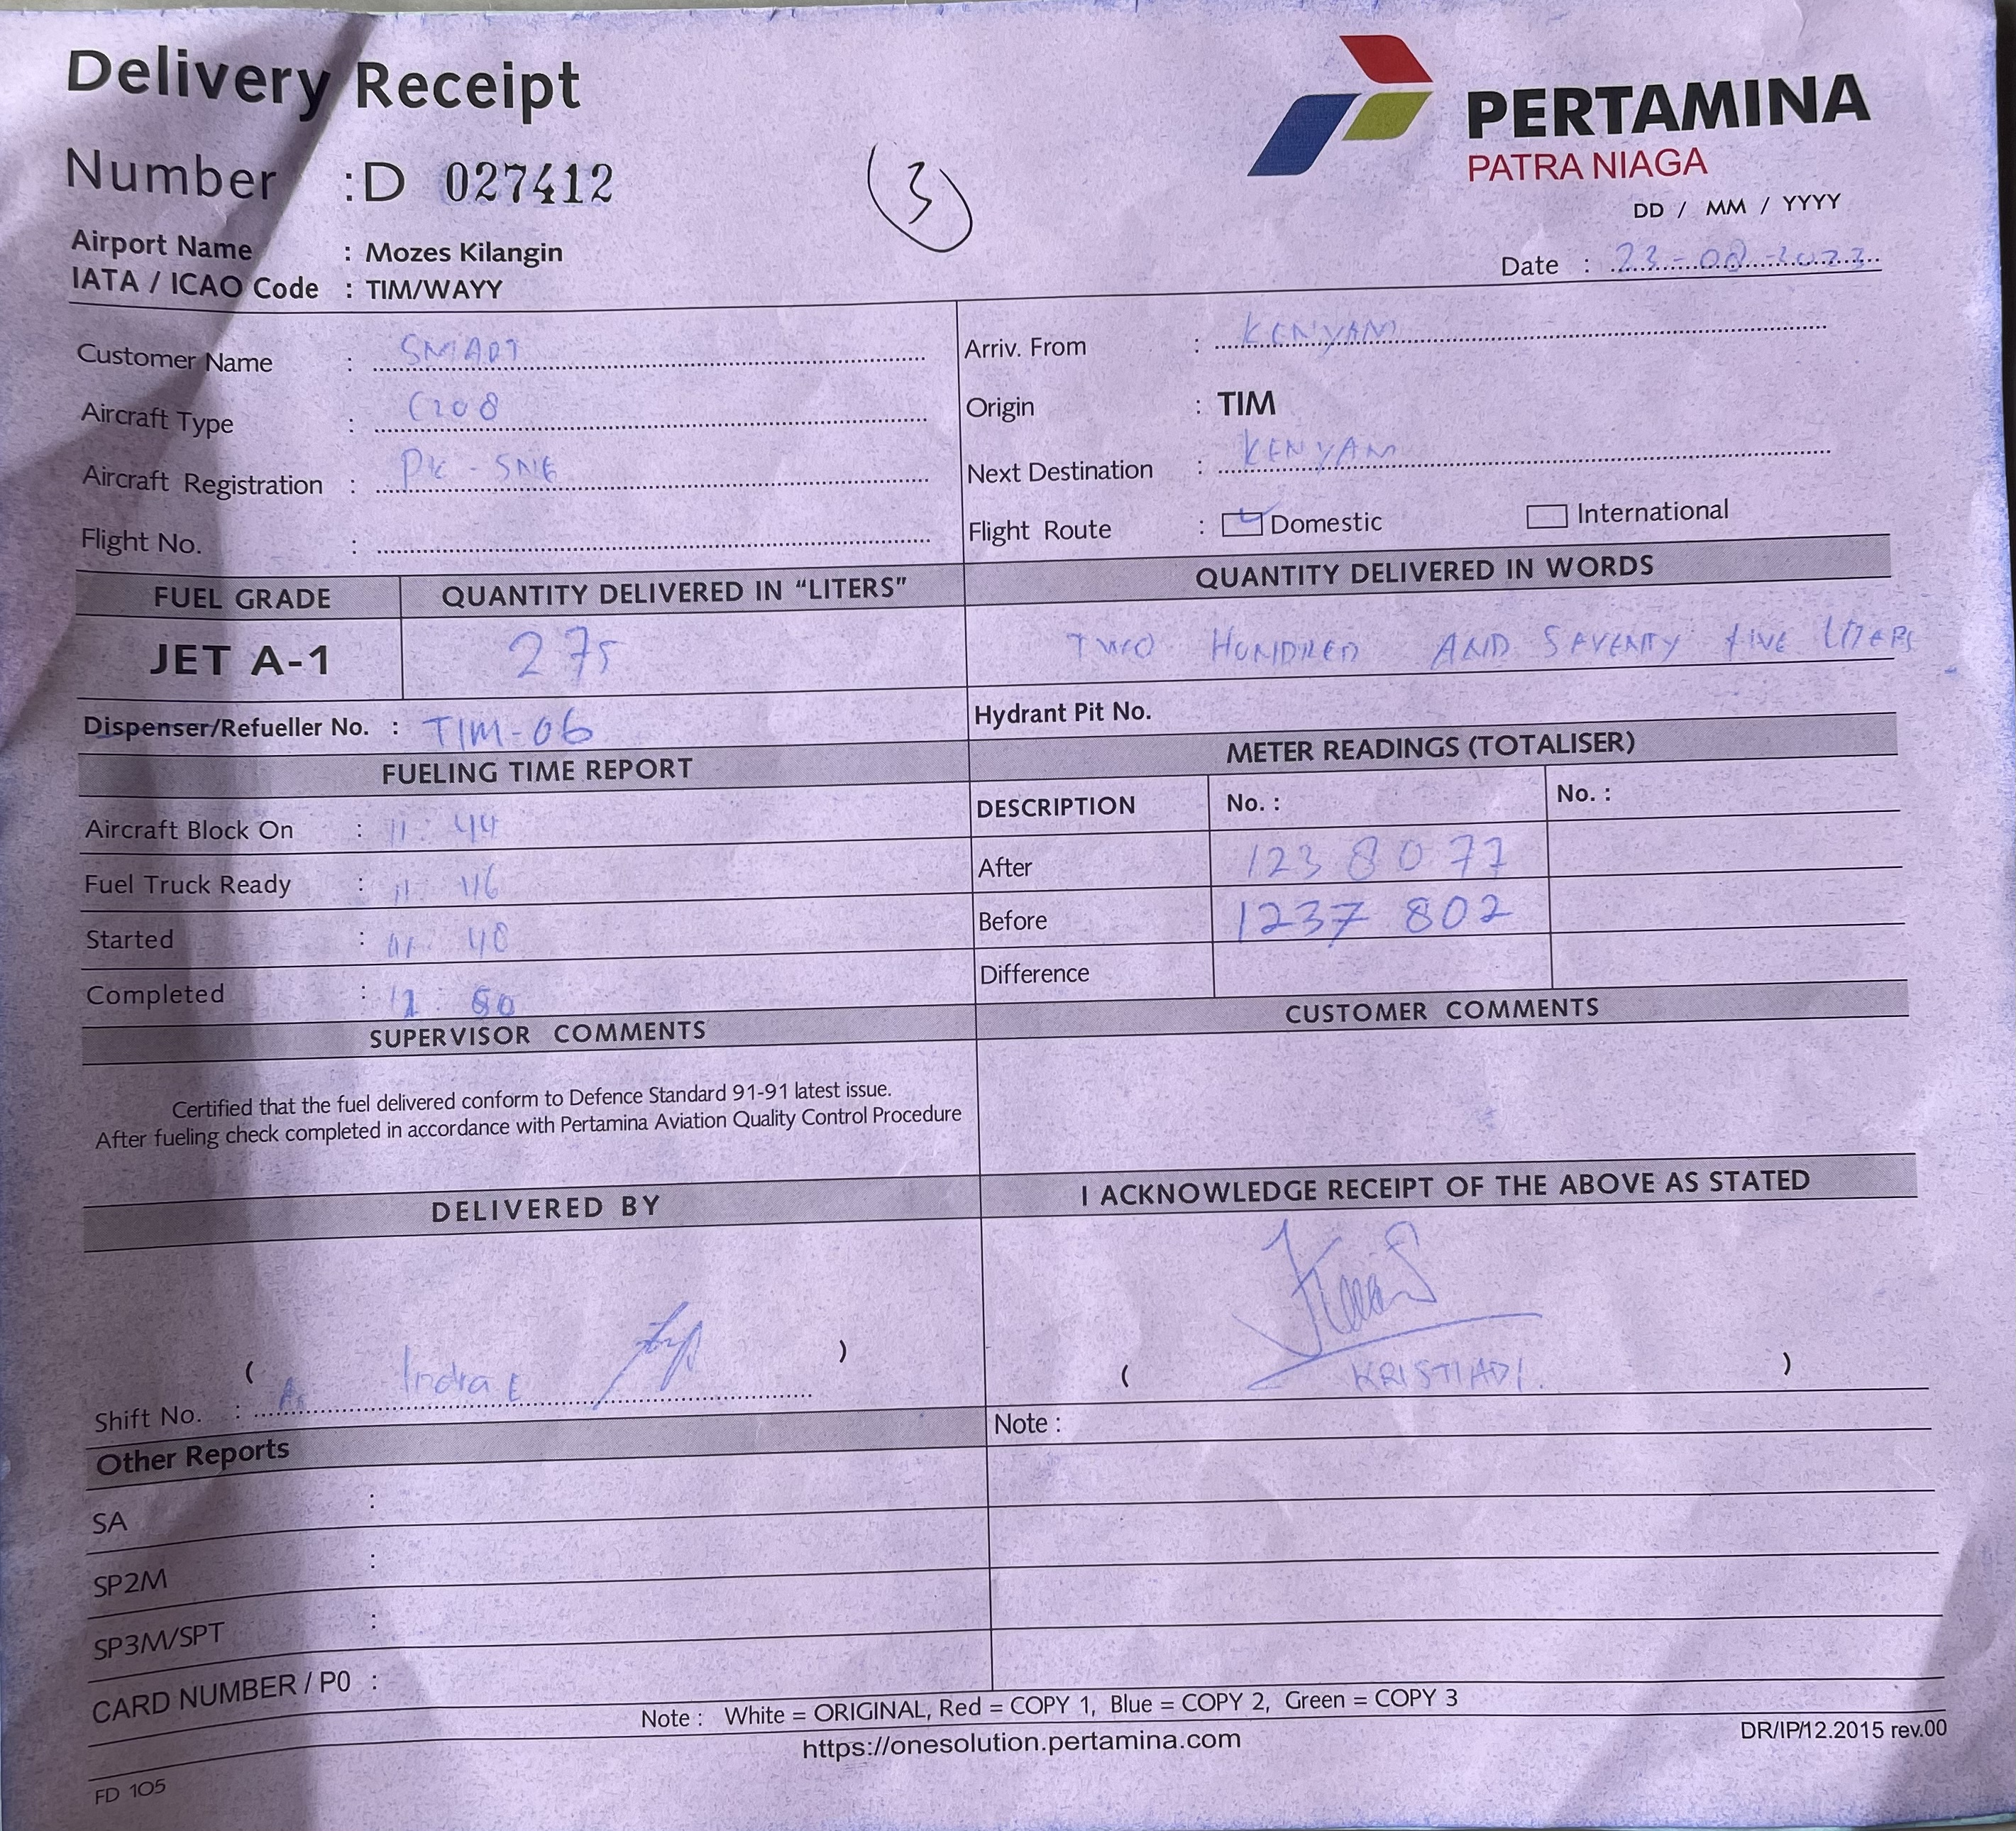 Delivery Receipt
PERTAMINA
PATRA NIAGA
Number : D 027412
3
DD / MM / YYYY
Airport Name : Mozes Kilangin
Date : 23-08-2023
IATA / ICAO Code : TIM/WAYY
Customer Name : SMART
Arriv. From : KENYAM
Aircraft Type : C208
Origin : TIM
Aircraft Registration : PK-SNE
Next Destination : KENYAM
Flight No. :
Flight Route : Domestic International
FUEL GRADE QUANTITY DELIVERED IN “LITERS” QUANTITY DELIVERED IN WORDS
JET A-1 275 TWO HUNDRED AND SAVENTY FIVE LITERS
Dispenser/Refueller No. : TIM-06 Hydrant Pit No.
FUELING TIME REPORT METER READINGS (TOTALISER)
DESCRIPTION No. : No. :
Aircraft Block On : 11. 44
After 1238077
Fuel Truck Ready : 11. 46
Before 1237 802
Started : 11. 48
Difference
Completed :
SUPERVISOR COMMENTS CUSTOMER COMMENTS
Certified that the fuel delivered conform to Defence Standard 91-91 latest issue.
After fueling check completed in accordance with Pertamina Aviation Quality Control Procedure
DELIVERED BY I ACKNOWLEDGE RECEIPT OF THE ABOVE AS STATED
( Indra E )
( KRISTIADI. )
Shift No. : A
Note :
Other Reports
SA :
SP2M :
SP3M/SPT :
CARD NUMBER / P0 :
Note : White = ORIGINAL, Red = COPY 1, Blue = COPY 2, Green = COPY 3
https://onesolution.pertamina.com
DR/IP/12.2015 rev.00
FD 105